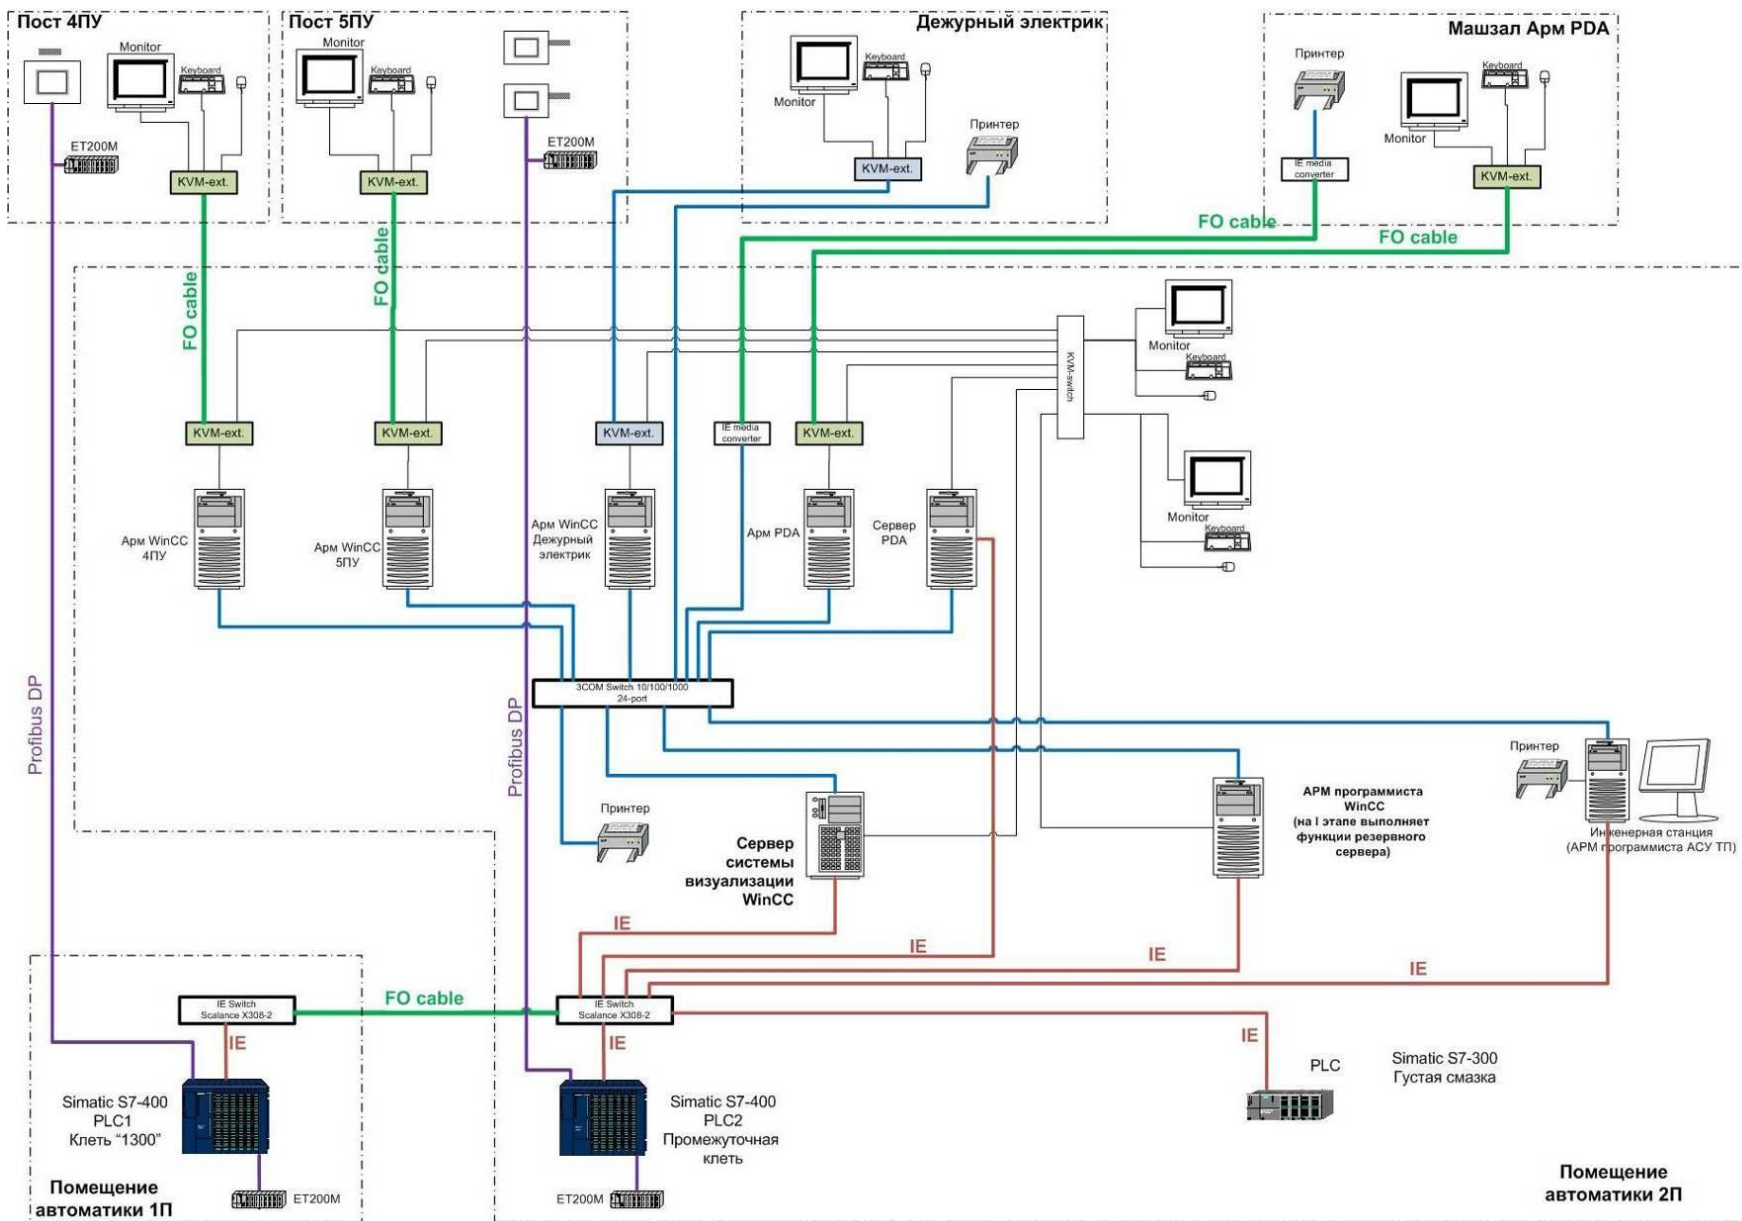 Пост 4ПУ
Monitor
Keyboard
ET200M
KVM-ext.
Пост 5ПУ
Monitor
Keyboard
ET200M
KVM-ext.
Дежурный электрик
Keyboard
Monitor
Принтер
KVM-ext.
Машзал Арм PDA
Принтер
Keyboard
Monitor
IE media
converter
KVM-ext.
FO cable
FO cable
FO cable
FO cable
Monitor
Keyboard
KVM-switch
Monitor
Keyboard
KVM-ext.
KVM-ext.
KVM-ext.
IE media
converter
KVM-ext.
Арм WinCC
4ПУ
Арм WinCC
5ПУ
Арм WinCC
Дежурный
электрик
Арм PDA
Сервер
PDA
Profibus DP
Profibus DP
3COM Switch 10/100/1000
24-port
Принтер
Сервер
системы
визуализации
WinCC
АРМ программиста
WinCC
(на I этапе выполняет
функции резервного
сервера)
Принтер
Инженерная станция
(АРМ программиста АСУ ТП)
IE
IE
IE
IE
IE Switch
Scalance X308-2
FO cable
IE Switch
Scalance X308-2
IE
IE
IE
Simatic S7-400
PLC1
Клеть “1300”
Simatic S7-400
PLC2
Промежуточная
клеть
PLC
Simatic S7-300
Густая смазка
ET200M
ET200M
Помещение
автоматики 1П
Помещение
автоматики 2П